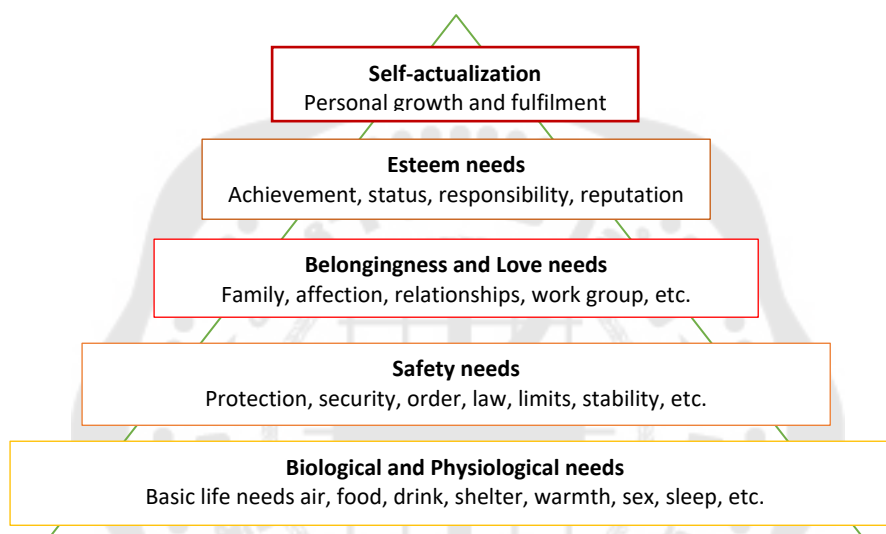 Self-actualization
Personal growth and fulfilment
Esteem needs
Achievement, status, responsibility, reputation
Belongingness and Love needs
Family, affection, relationships, work group, etc.
Safety needs
Protection, security, order, law, limits, stability, etc.
Biological and Physiological needs
Basic life needs air, food, drink, shelter, warmth, sex, sleep, etc.